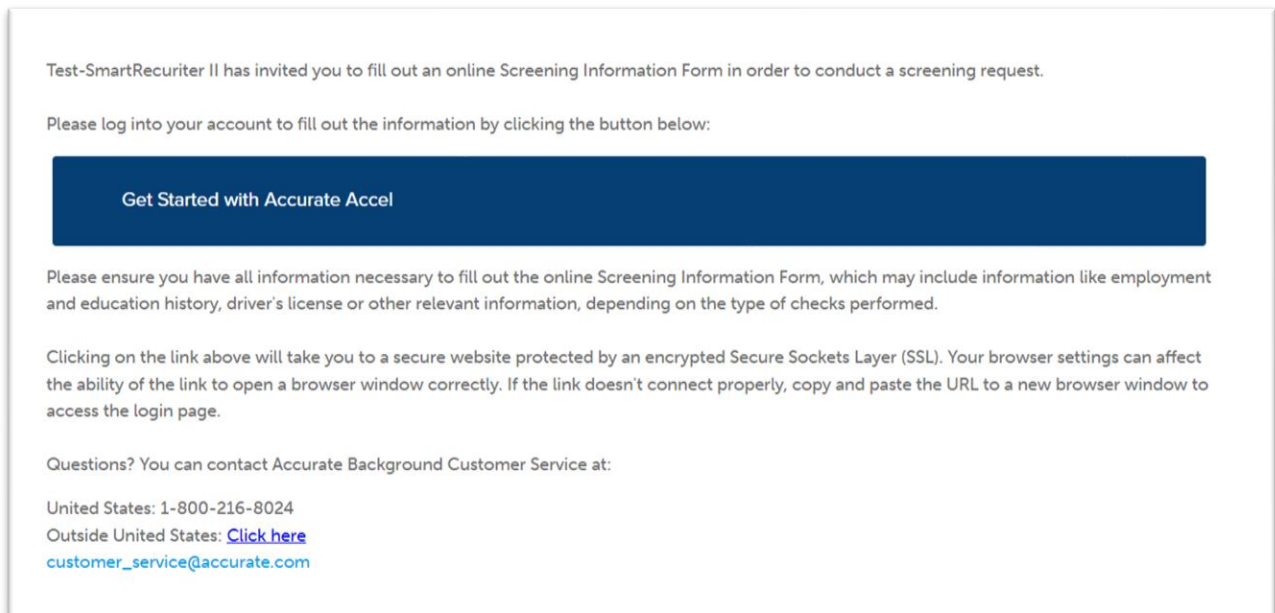 Test-SmartRecuriter II has invited you to fill out an online Screening Information Form in order to conduct a screening request.
Please log into your account to fill out the information by clicking the button below:
Get Started with Accurate Accel
Please ensure you have all information necessary to fill out the online Screening Information Form, which may include information like employment
and education history, driver's license or other relevant information, depending on the type of checks performed.
Clicking on the link above will take you to a secure website protected by an encrypted Secure Sockets Layer (SSL). Your browser settings can affect
the ability of the link to open a browser window correctly. If the link doesn't connect properly, copy and paste the URL to a new browser window to
access the login page.
Questions? You can contact Accurate Background Customer Service at:
United States: 1-800-216-8024
Outside United States: Click here
customer_service@accurate.com